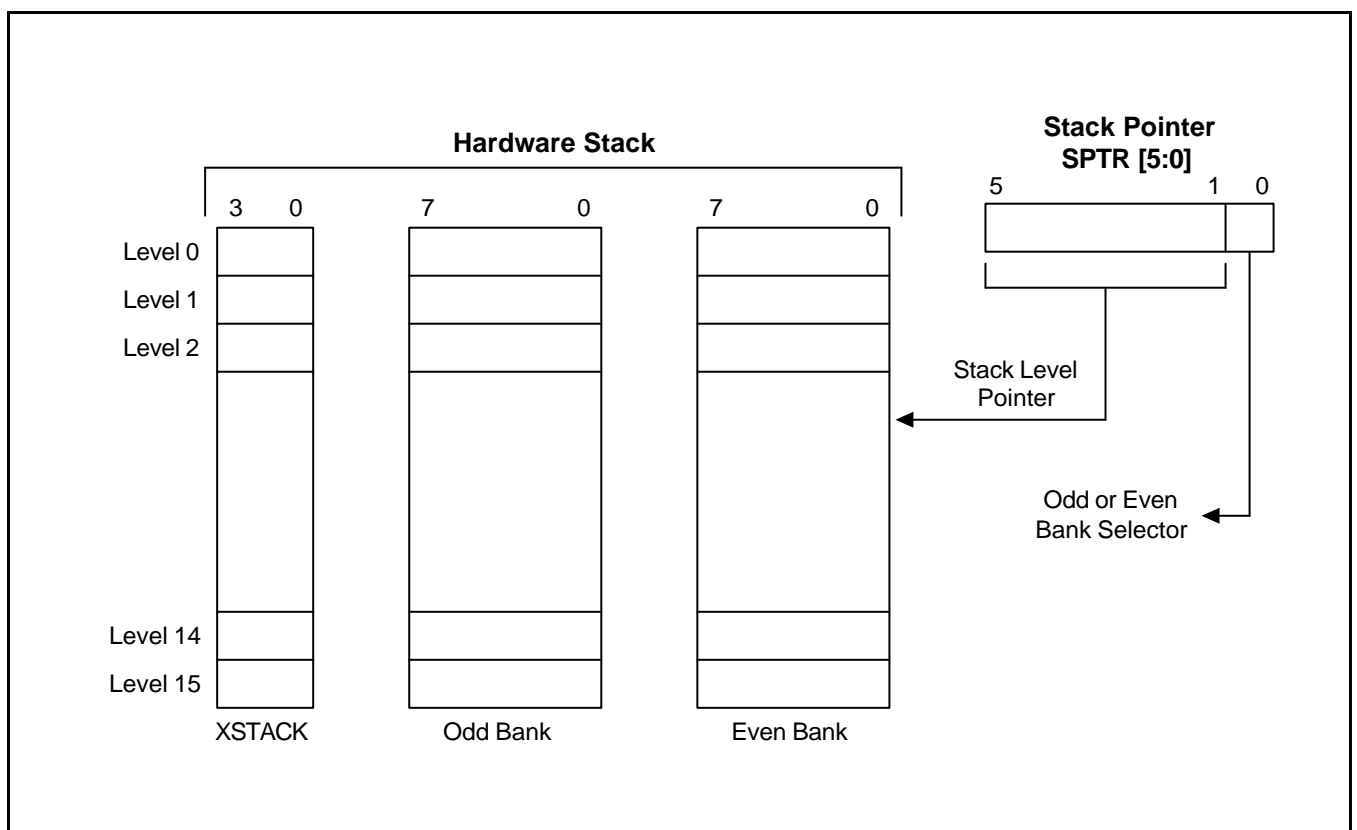 Hardware Stack
Stack Pointer
SPTR [5:0]
5 1 0
3 0 7 0 7 0
Level 0
Level 1
Level 2
Stack Level
Pointer
Odd or Even
Bank Selector
Level 14
Level 15
XSTACK Odd Bank Even Bank